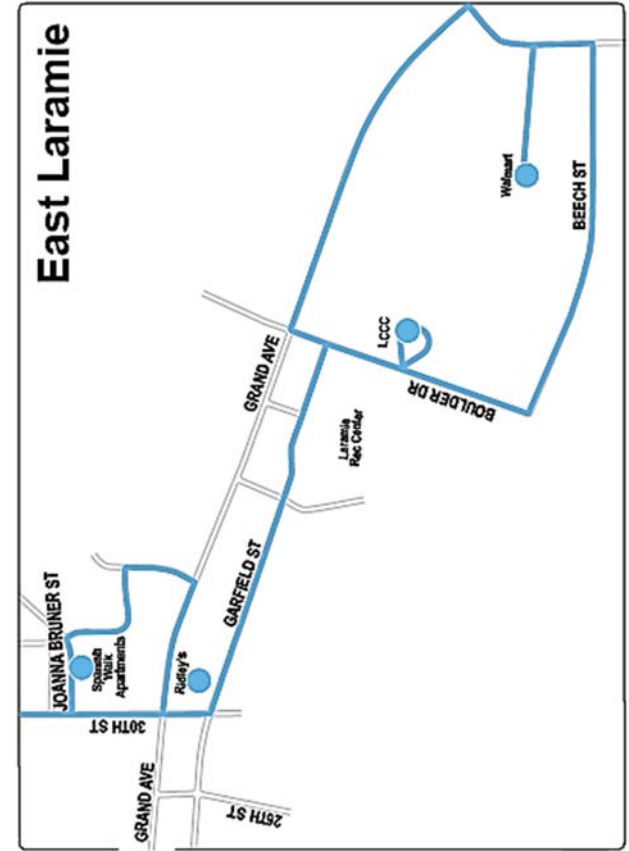 East Laramie
JOANNA BRUNER ST
Spanish
Walk
Apartments
30TH ST
Ridley's
GRAND AVE
26TH ST
GARFIELD ST
GRAND AVE
Laramie
Rec Center
LCCC
BOULDER DR
Walmart
BEECH ST